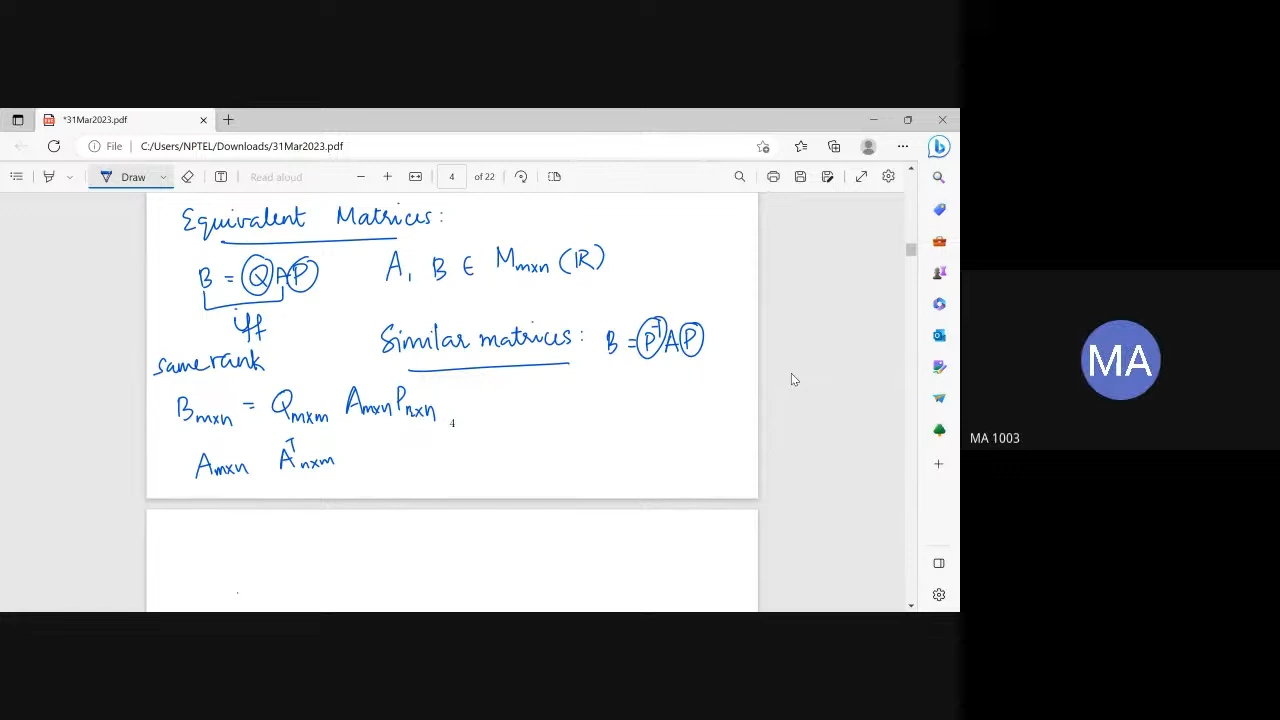 *31Mar2023.pdf
File C:/Users/NPTEL/Downloads/31Mar2023.pdf
Draw Read aloud 4 of 22
Equivalent Matrices:
B = QAP A, B ∈ Mm×n (R)
iff
Similar matrices: B = PᵀAP
same rank
Bm×n = Qm×m Am×n Pn×n
4
Am×n Aᵀn×m
MA
MA 1003